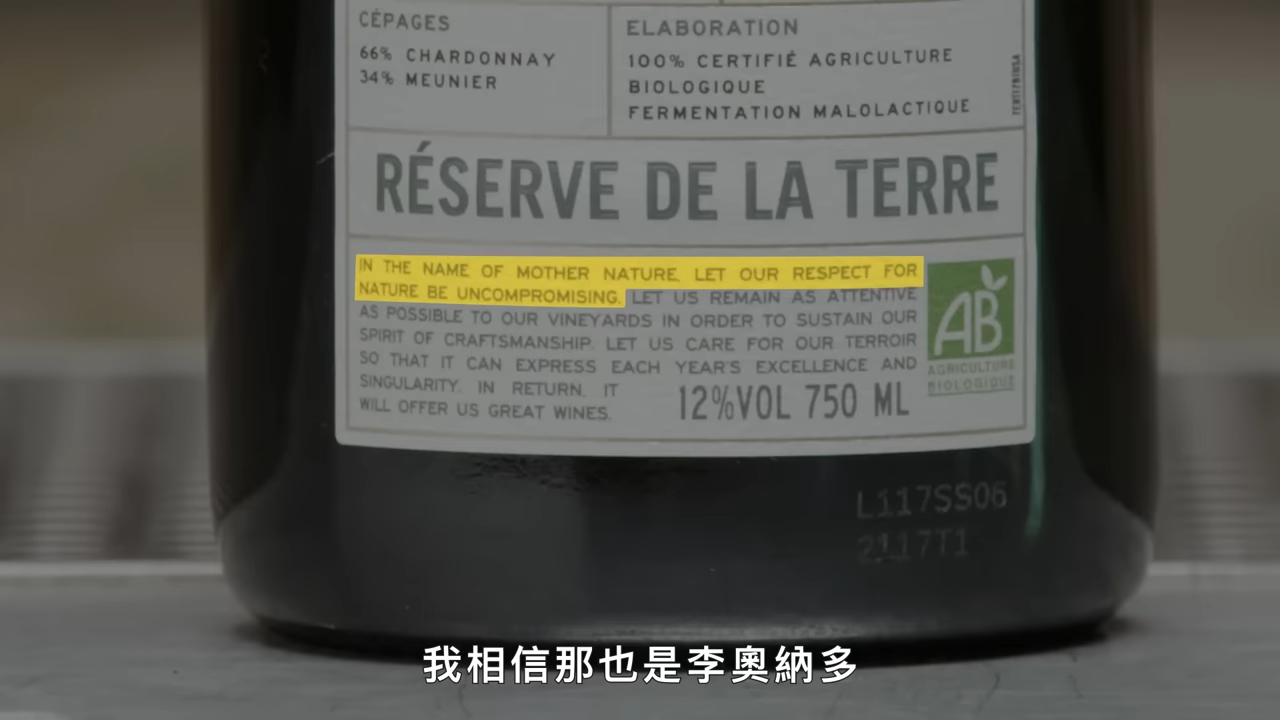 CÉPAGES
66% CHARDONNAY
34% MEUNIER
ELABORATION
100% CERTIFIÉ AGRICULTURE
BIOLOGIQUE
FERMENTATION MALOLACTIQUE
RÉSERVE DE LA TERRE
IN THE NAME OF MOTHER NATURE, LET OUR RESPECT FOR
NATURE BE UNCOMPROMISING. LET US REMAIN AS ATTENTIVE
AS POSSIBLE TO OUR VINEYARDS IN ORDER TO SUSTAIN OUR
SPIRIT OF CRAFTSMANSHIP. LET US CARE FOR OUR TERROIR
SO THAT IT CAN EXPRESS EACH YEAR'S EXCELLENCE AND
SINGULARITY. IN RETURN, IT
WILL OFFER US GREAT WINES.
12%VOL 750 ML
AB
AGRICULTURE
BIOLOGIQUE
L117SS06
2117T1
我相信那也是李奧納多